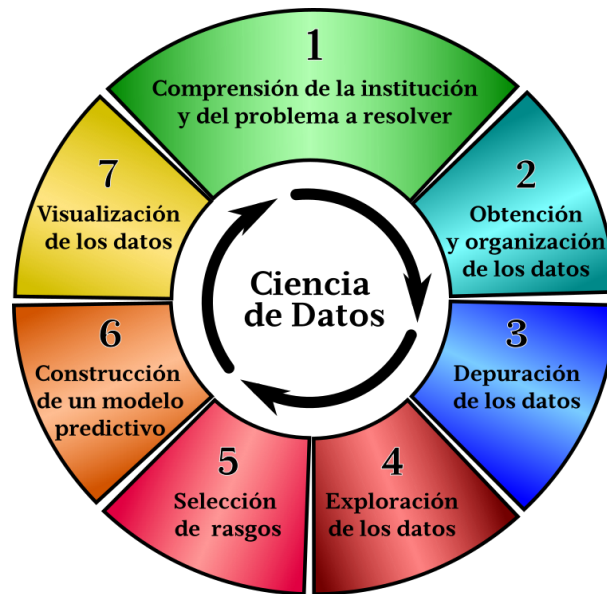 1
Comprensión de la institución
y del problema a resolver
2
Obtención
y organización
de los datos
3
Depuración
de los datos
4
Exploración
de los datos
5
Selección
de rasgos
6
Construcción
de un modelo
predictivo
7
Visualización
de los datos
Ciencia
de Datos